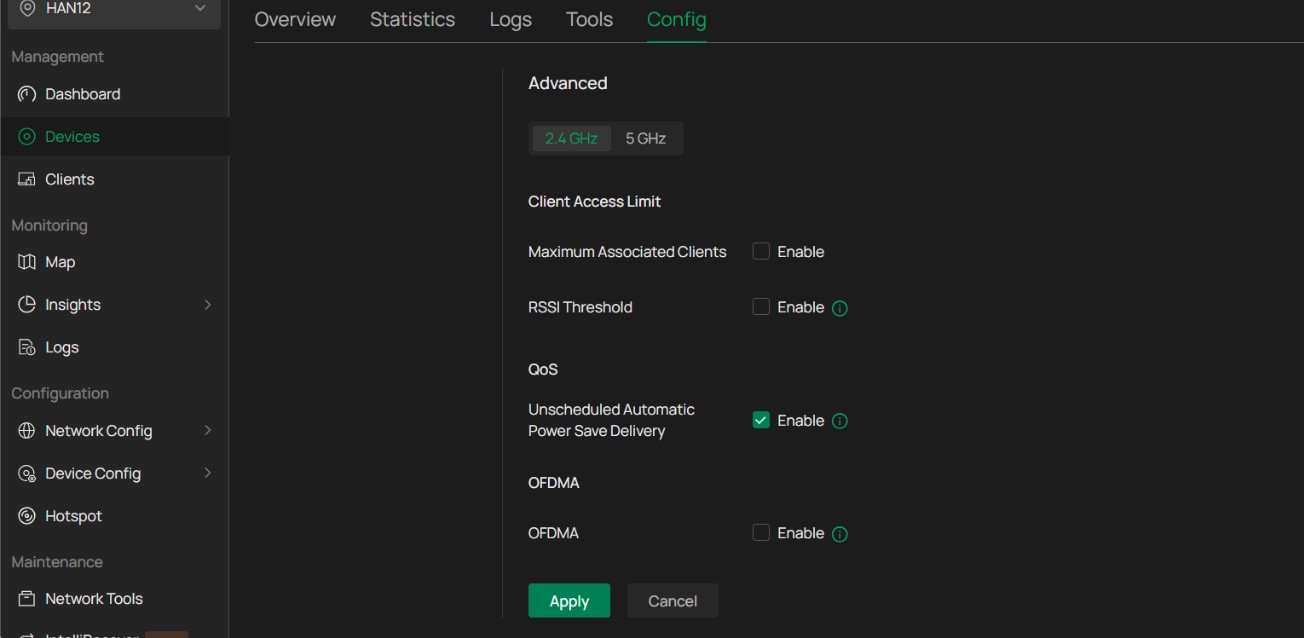 HAN12
Overview Statistics Logs Tools Config
Management
Dashboard
Devices
Clients
Monitoring
Map
Insights
Logs
Configuration
Network Config
Device Config
Hotspot
Maintenance
Network Tools
Advanced
2.4 GHz 5 GHz
Client Access Limit
Maximum Associated Clients Enable
RSSI Threshold Enable
QoS
Unscheduled Automatic
Power Save Delivery Enable
OFDMA
OFDMA Enable
Apply Cancel